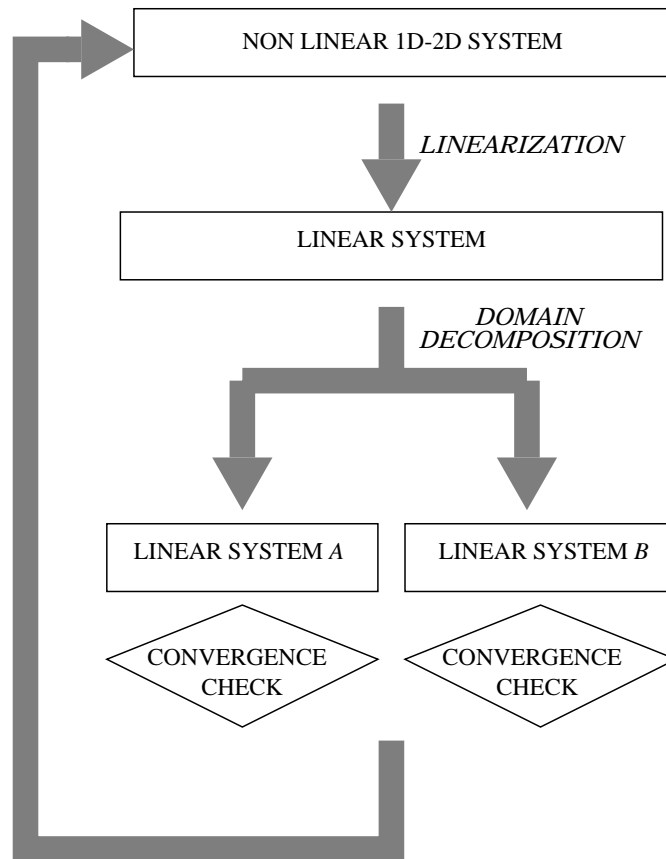 NON LINEAR 1D-2D SYSTEM
LINEARIZATION
LINEAR SYSTEM
DOMAIN
DECOMPOSITION
LINEAR SYSTEM A
LINEAR SYSTEM B
CONVERGENCE
CHECK
CONVERGENCE
CHECK